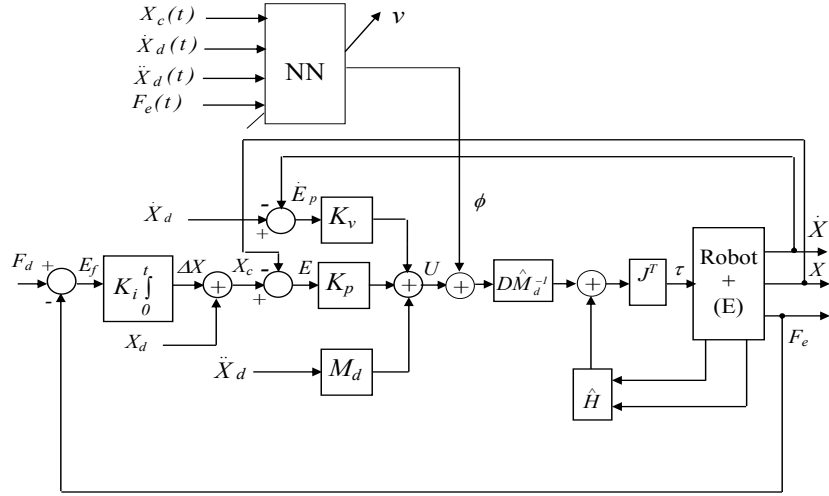 X_c(t)
Ẋ_d(t)
Ẍ_d(t)
F_e(t)
NN
v
Ẋ_d
-
+
Ė_p
K_v
ϕ
Ẋ
X
F_e
F_d
+
-
E_f
K_i ∫_0^t
ΔX
+
X_c
-
+
E
K_p
+
U
+
DM̂_d^{-1}
+
J^T
τ
Robot
+
(E)
X_d
Ẍ_d
M_d
Ĥ